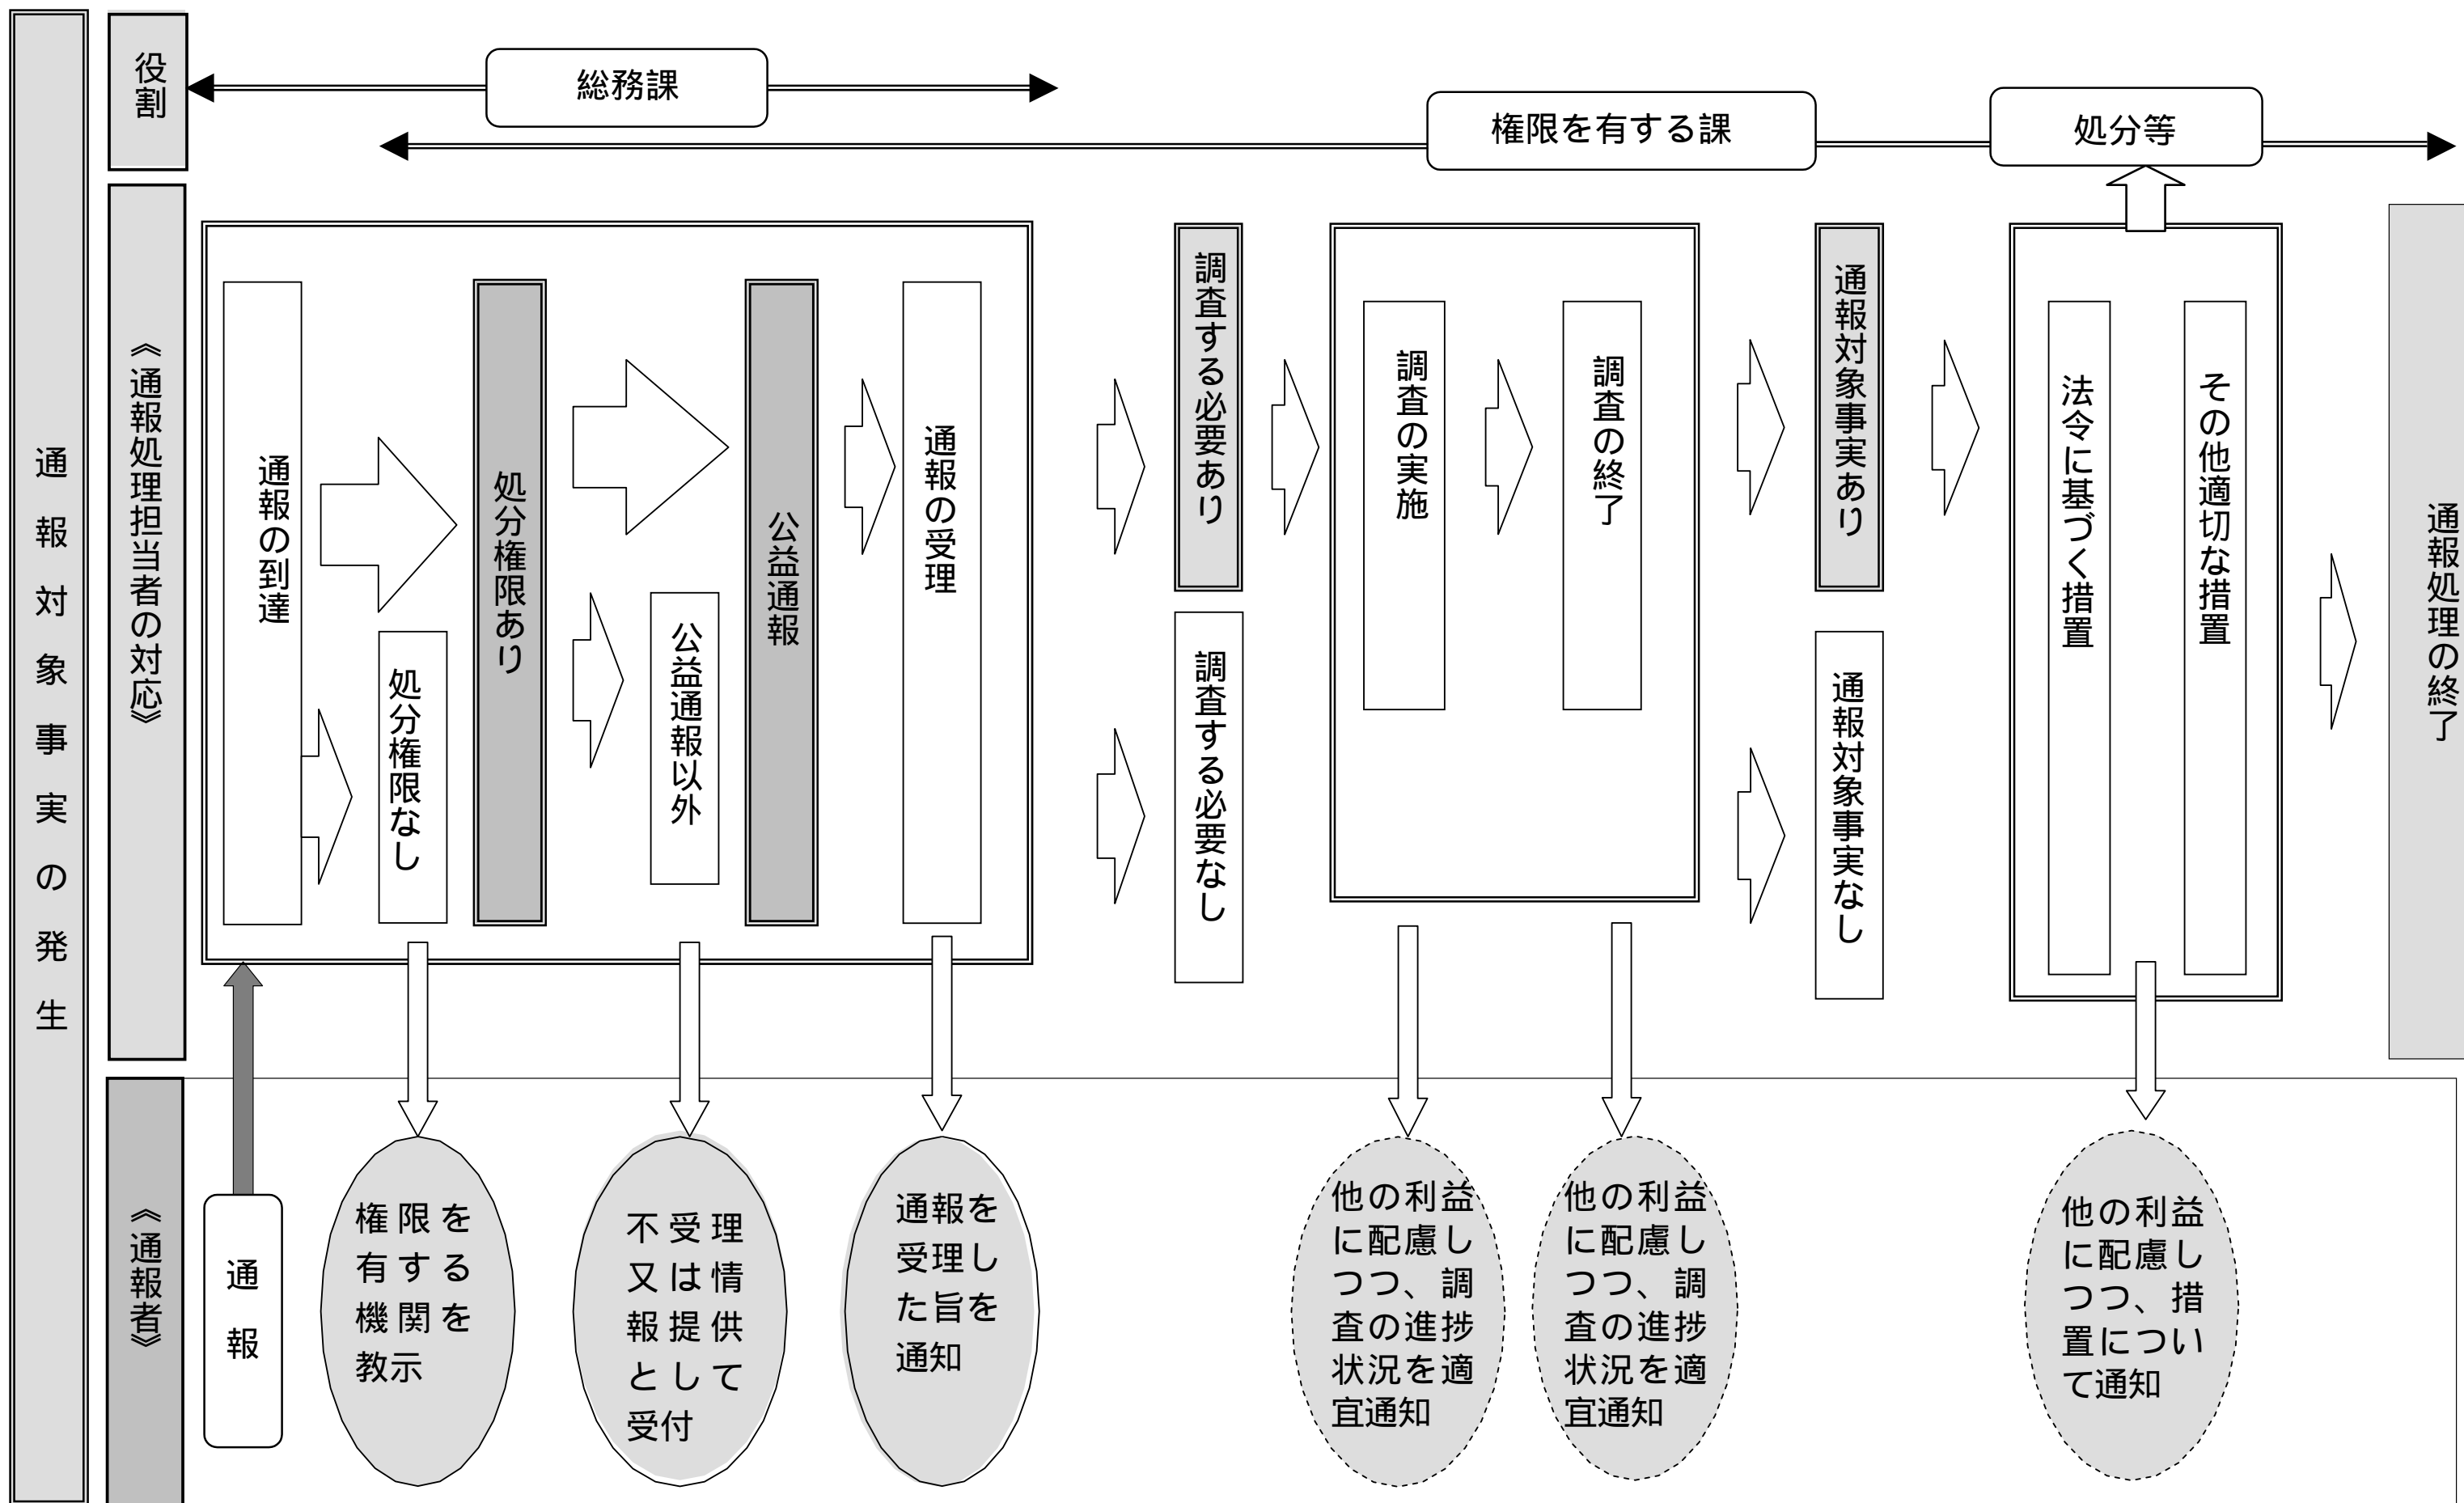 通報対象事実の発生
役割
総務課
権限を有する課
処分等
《通報処理担当者の対応》
通報の到達
処分権限なし
処分権限あり
公益通報以外
公益通報
通報の受理
調査する必要あり
調査する必要なし
調査の実施
調査の終了
通報対象事実あり
通報対象事実なし
法令に基づく措置
その他適切な措置
通報処理の終了
《通報者》
通報
権限を
有する
機関を
教示
不受理
又は情
報提供
として
受付
通報を
受理し
た旨を
通知
他の利益
に配慮し
つつ、調
査の進捗
状況を適
宜通知
他の利益
に配慮し
つつ、調
査の進捗
状況を適
宜通知
他の利益
に配慮し
つつ、措
置につい
て通知